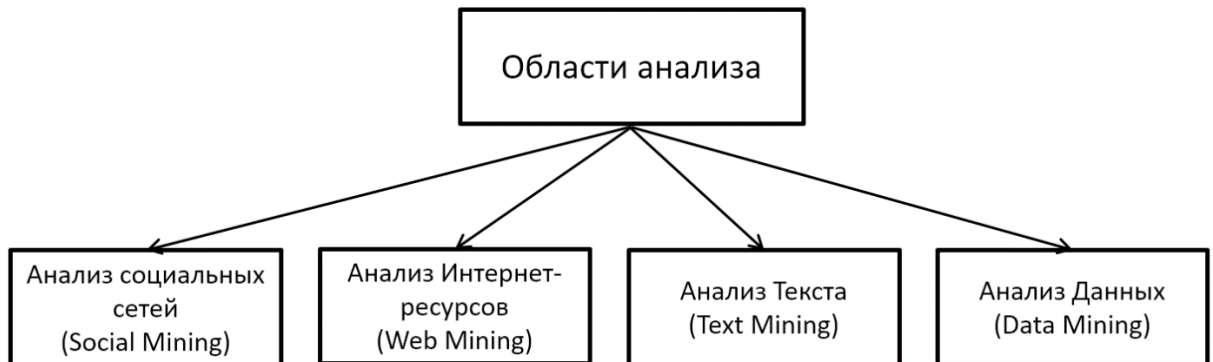 Области анализа
Анализ социальных
сетей
(Social Mining)
Анализ Интернет-
ресурсов
(Web Mining)
Анализ Текста
(Text Mining)
Анализ Данных
(Data Mining)